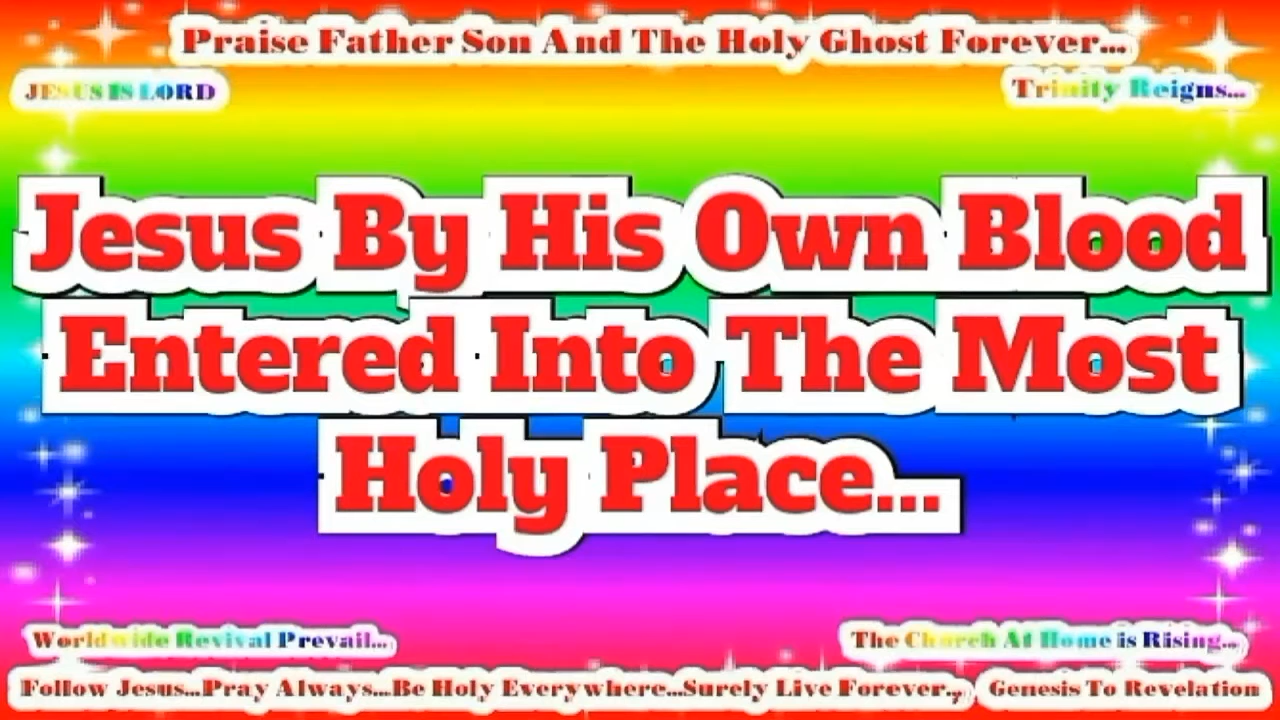 Praise Father Son And The Holy Ghost Forever...
JESUS IS LORD
Trinity Reigns...
Jesus By His Own Blood
Entered Into The Most
Holy Place...
Worldwide Revival Prevail...
The Church At Home is Rising...
Follow Jesus...Pray Always...Be Holy Everywhere...Surely Live Forever...,
Genesis To Revelation